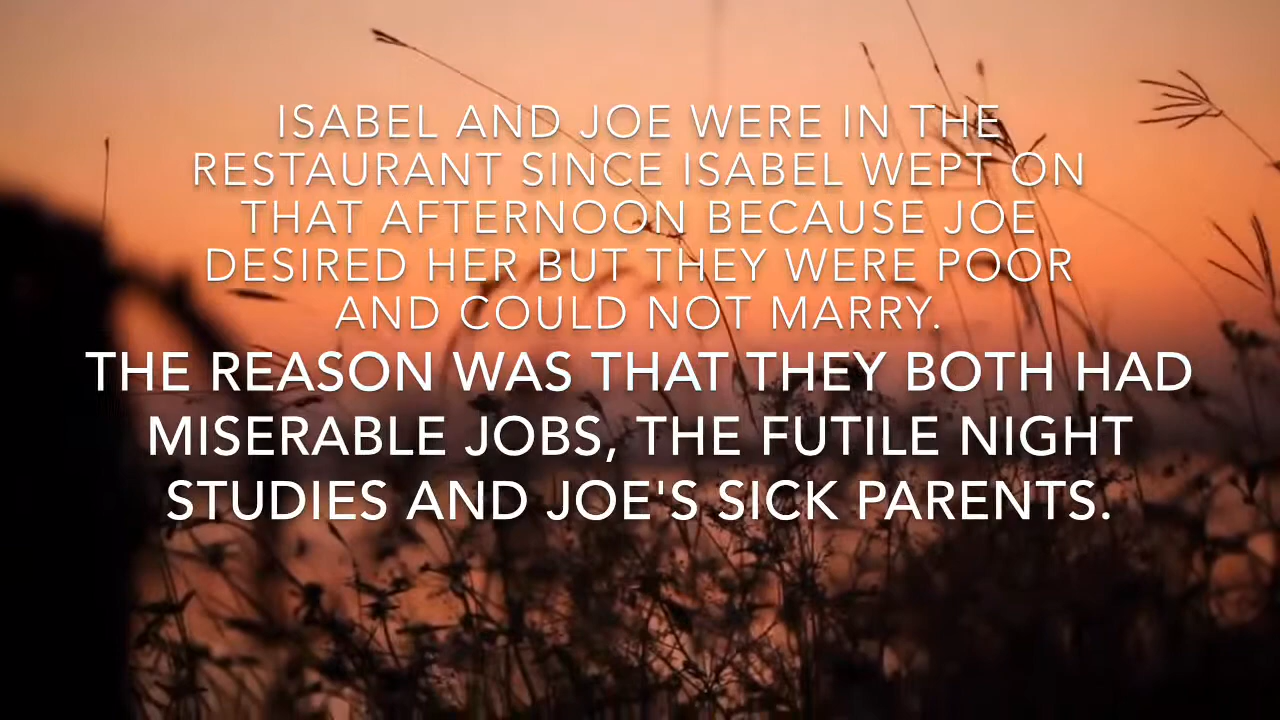 ISABEL AND JOE WERE IN THE
RESTAURANT SINCE ISABEL WEPT ON
THAT AFTERNOON BECAUSE JOE
DESIRED HER BUT THEY WERE POOR
AND COULD NOT MARRY.
THE REASON WAS THAT THEY BOTH HAD
MISERABLE JOBS, THE FUTILE NIGHT
STUDIES AND JOE'S SICK PARENTS.